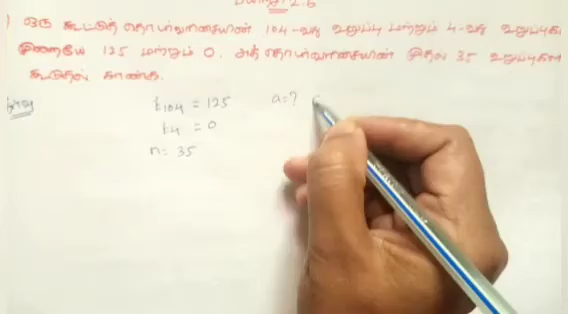 பயிற்சி 2.6
) ஒரு கூட்டுத் தொடர்வரிசையின் 104-வது உறுப்பு மற்றும் 4-வது உறுப்புகள்
முறையே 125 மற்றும் 0. அத் தொடர்வரிசையின் முதல் 35 உறுப்புகளின்
கூடுதல் காண்க.
தீர்வு
t₁₀₄ = 125 a=?
t₄ = 0
n = 35